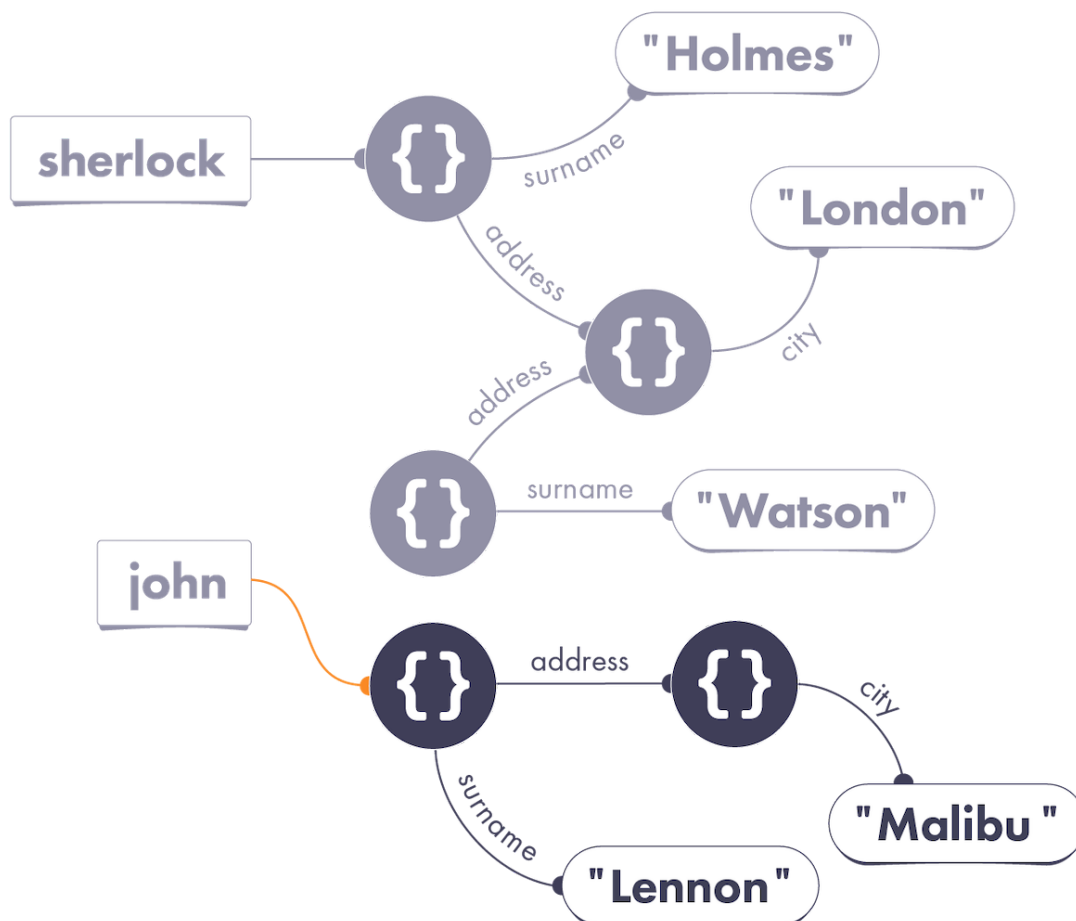 "Holmes"
sherlock
{}
surname
"London"
address
{}
city
address
{}
surname
"Watson"
john
{}
address
{}
city
surname
"Malibu "
"Lennon"